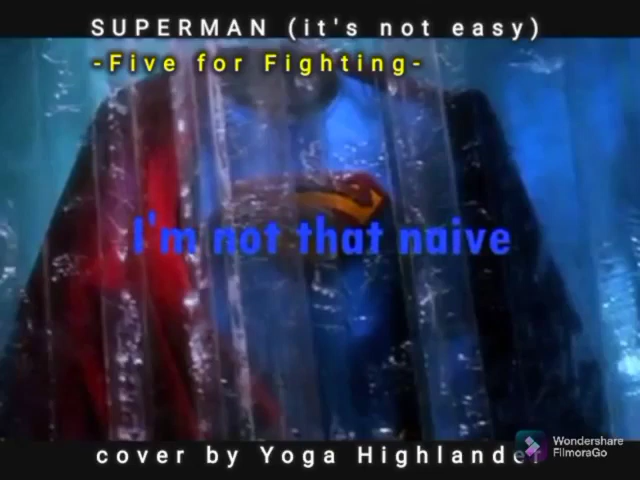 SUPERMAN (it's not easy)
-Five for Fighting-
I'm not that naive
cover by Yoga Highlander
Wondershare
FilmoraGo